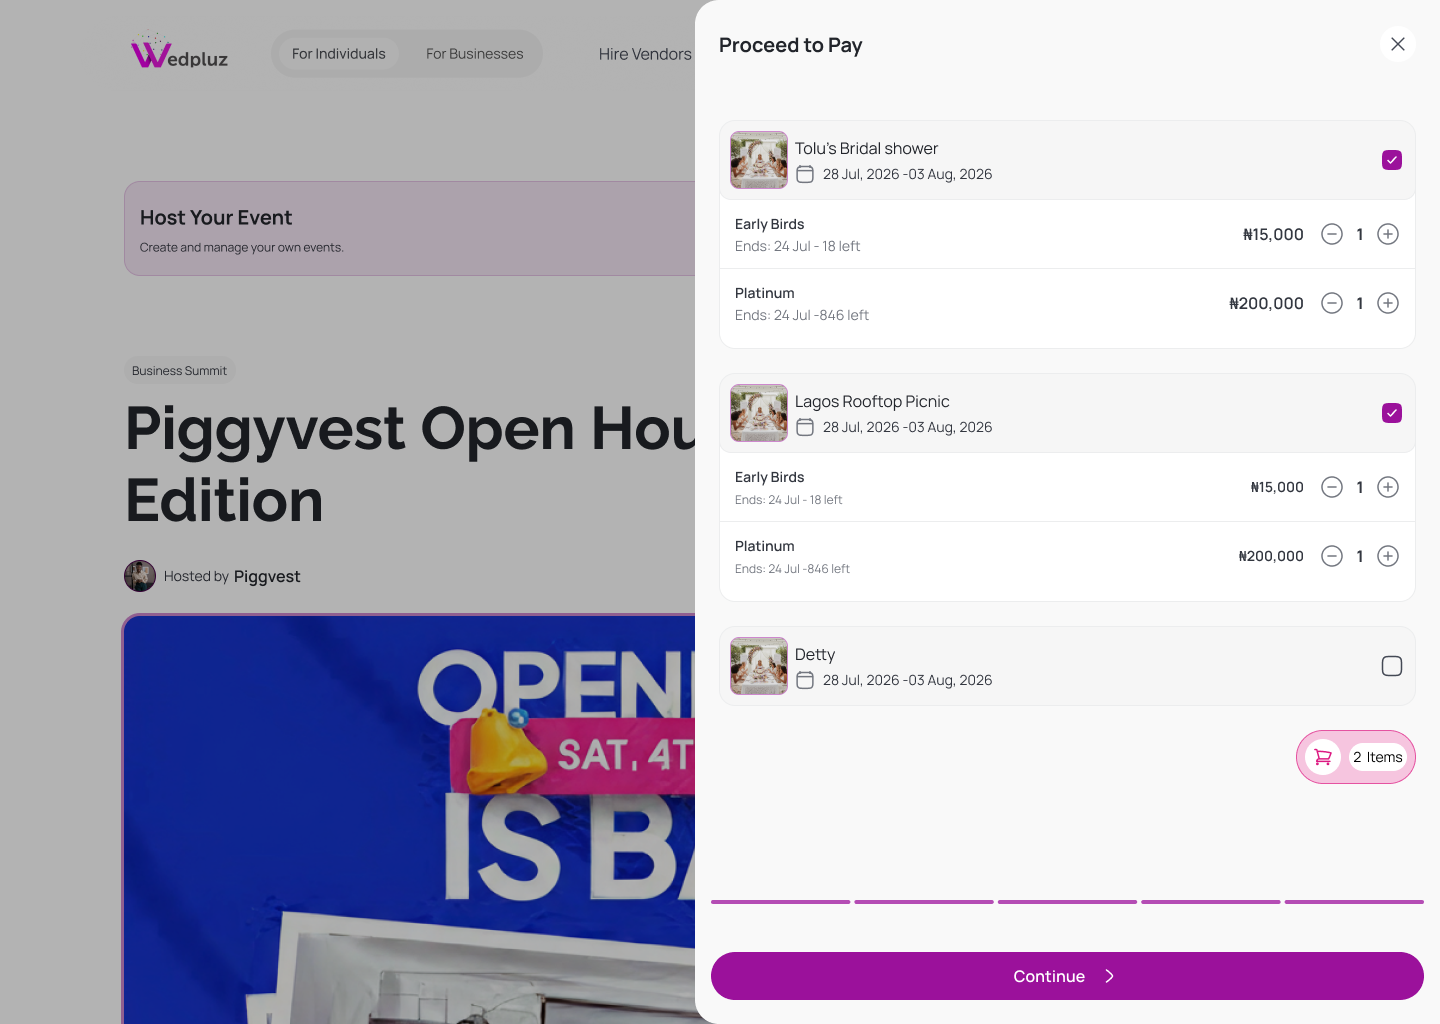 Wedpluz
For Individuals
For Businesses
Hire Vendors
Host Your Event
Create and manage your own events.
Business Summit
Piggyvest Open Hou
Edition
Hosted by Piggvest
OPEN
SAT, 4T
IS BA
Proceed to Pay
Tolu's Bridal shower
28 Jul, 2026 -03 Aug, 2026
Early Birds
Ends: 24 Jul - 18 left
₦15,000
1
Platinum
Ends: 24 Jul -846 left
₦200,000
1
Lagos Rooftop Picnic
28 Jul, 2026 -03 Aug, 2026
Early Birds
Ends: 24 Jul - 18 left
₦15,000
1
Platinum
Ends: 24 Jul -846 left
₦200,000
1
Detty
28 Jul, 2026 -03 Aug, 2026
2 Items
Continue